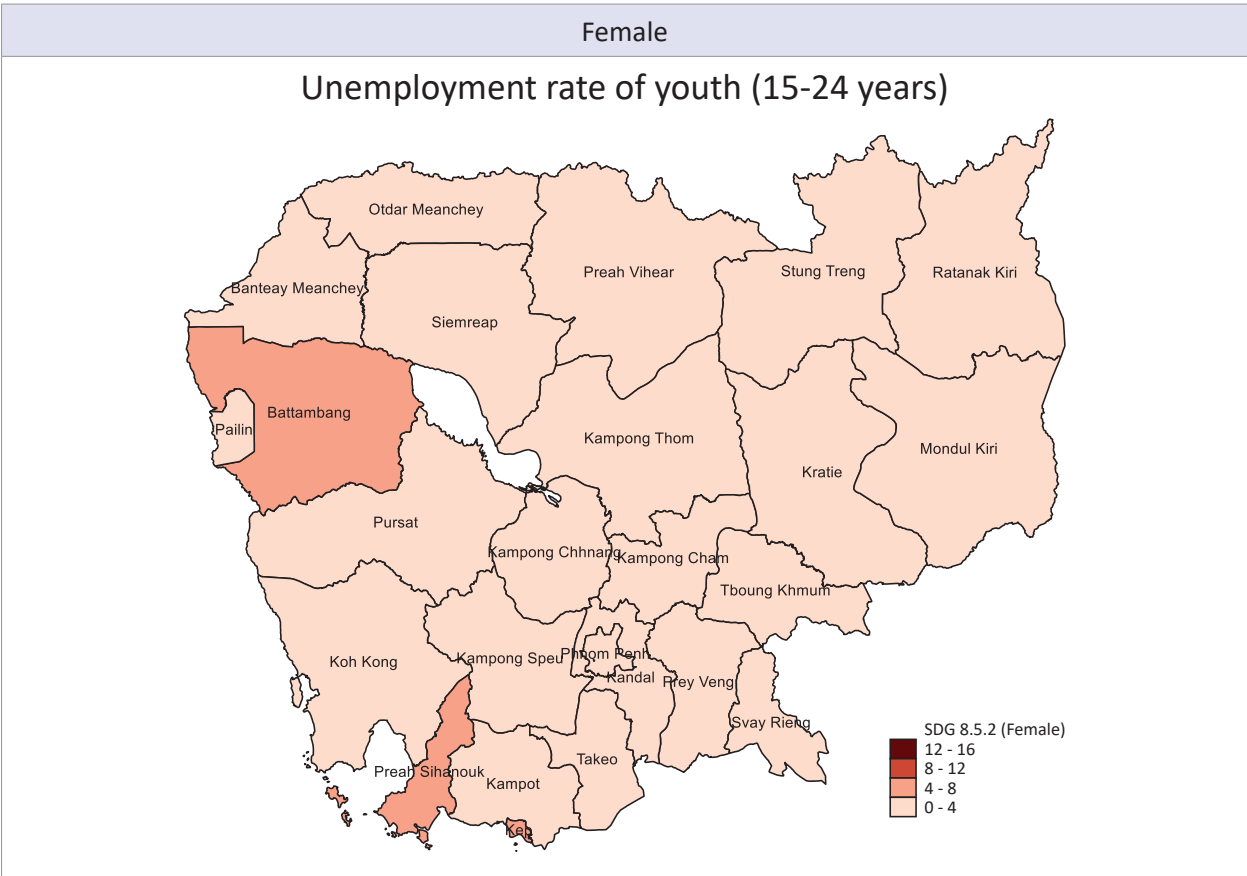 Female
Unemployment rate of youth (15-24 years)
Otdar Meanchey
Preah Vihear
Stung Treng
Ratanak Kiri
Banteay Meanchey
Siemreap
Battambang
Pailin
Kampong Thom
Mondul Kiri
Kratie
Pursat
Kampong Chhnang
Kampong Cham
Tboung Khmum
Koh Kong
Kampong Speu
Phnom Penh
Kandal
Prey Veng
Svay Rieng
Preah Sihanouk
Takeo
Kampot
Kep
SDG 8.5.2 (Female)
12 - 16
8 - 12
4 - 8
0 - 4